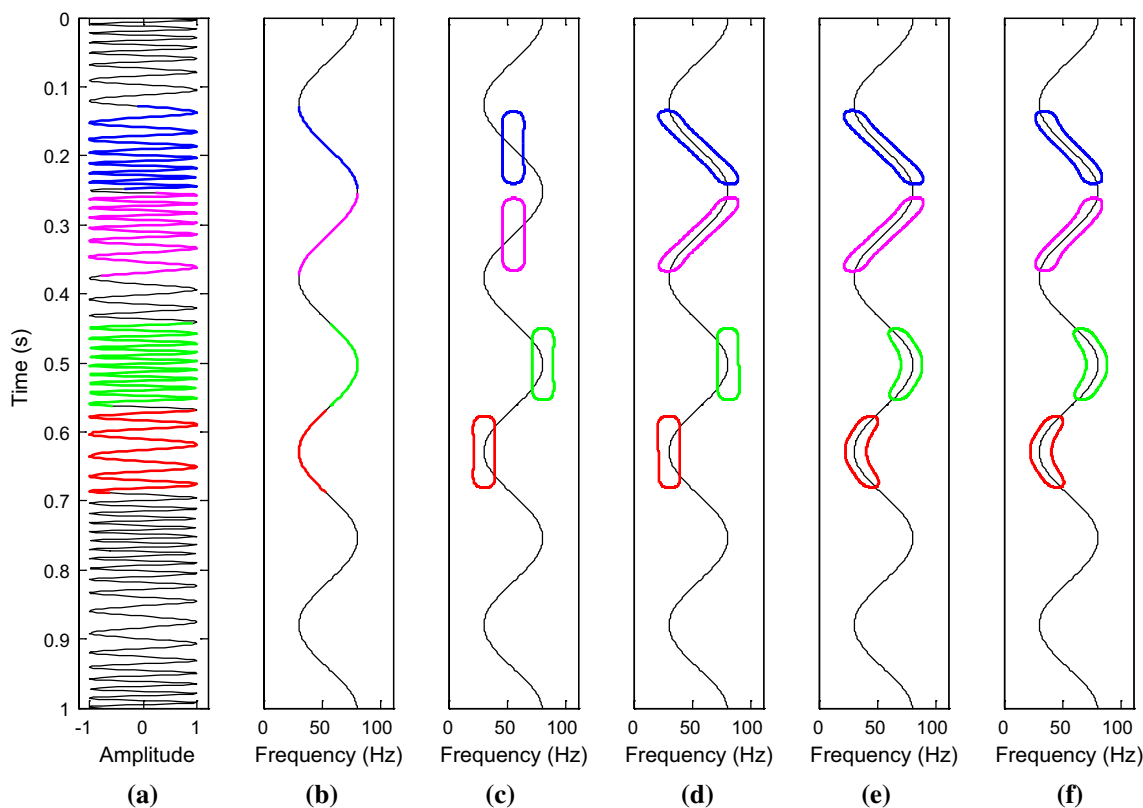 0
0.1
0.2
0.3
0.4
0.5
0.6
0.7
0.8
0.9
1
Time (s)
-1 0 1
0 50 100
0 50 100
0 50 100
0 50 100
0 50 100
Amplitude
Frequency (Hz)
Frequency (Hz)
Frequency (Hz)
Frequency (Hz)
Frequency (Hz)
(a)
(b)
(c)
(d)
(e)
(f)